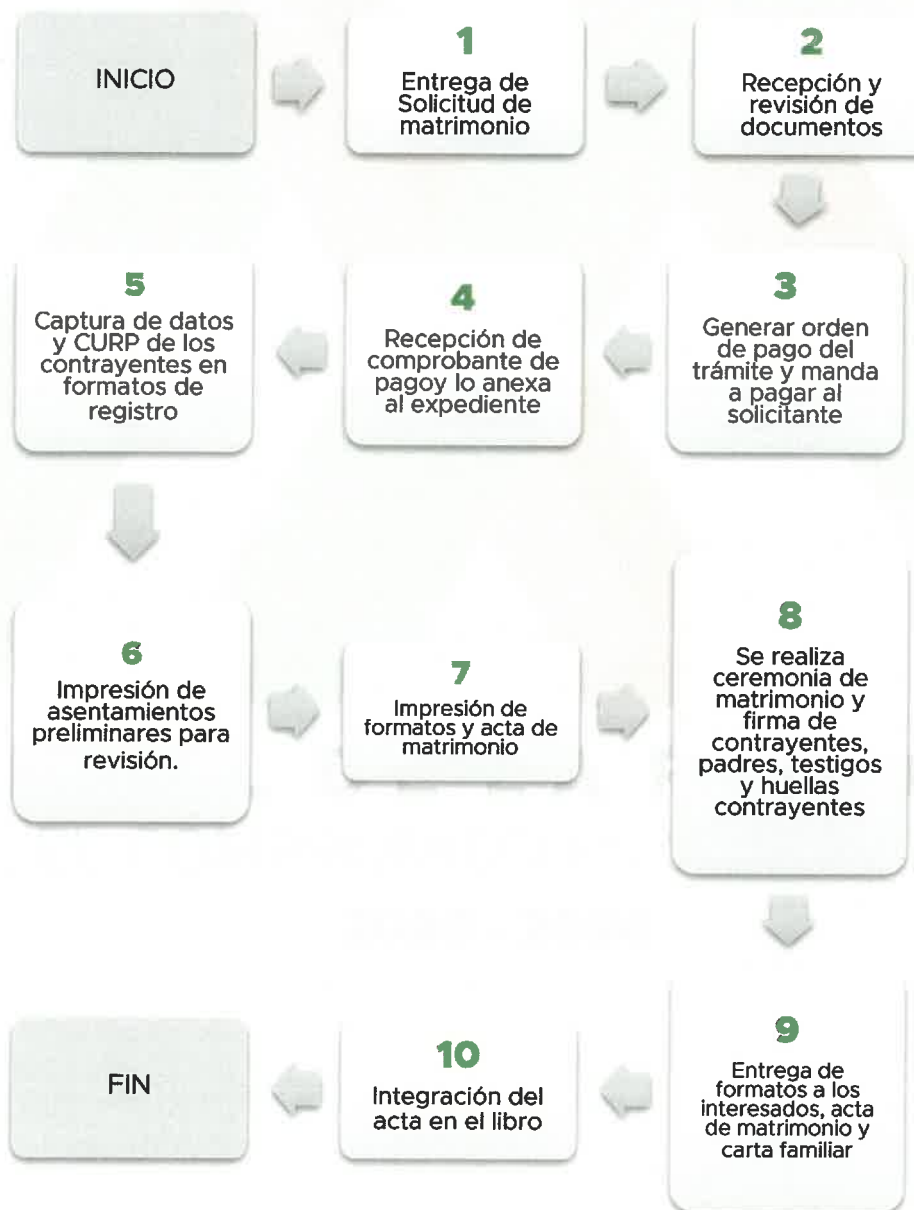 INICIO
1
Entrega de
Solicitud de
matrimonio
2
Recepción y
revisión de
documentos
3
Generar orden
de pago del
trámite y manda
a pagar al
solicitante
4
Recepción de
comprobante de
pagoy lo anexa
al expediente
5
Captura de datos
y CURP de los
contrayentes en
formatos de
registro
6
Impresión de
asentamientos
preliminares para
revisión.
7
Impresión de
formatos y acta de
matrimonio
8
Se realiza
ceremonia de
matrimonio y
firma de
contrayentes,
padres, testigos
y huellas
contrayentes
9
Entrega de
formatos a los
interesados, acta
de matrimonio y
carta familiar
10
Integración del
acta en el libro
FIN